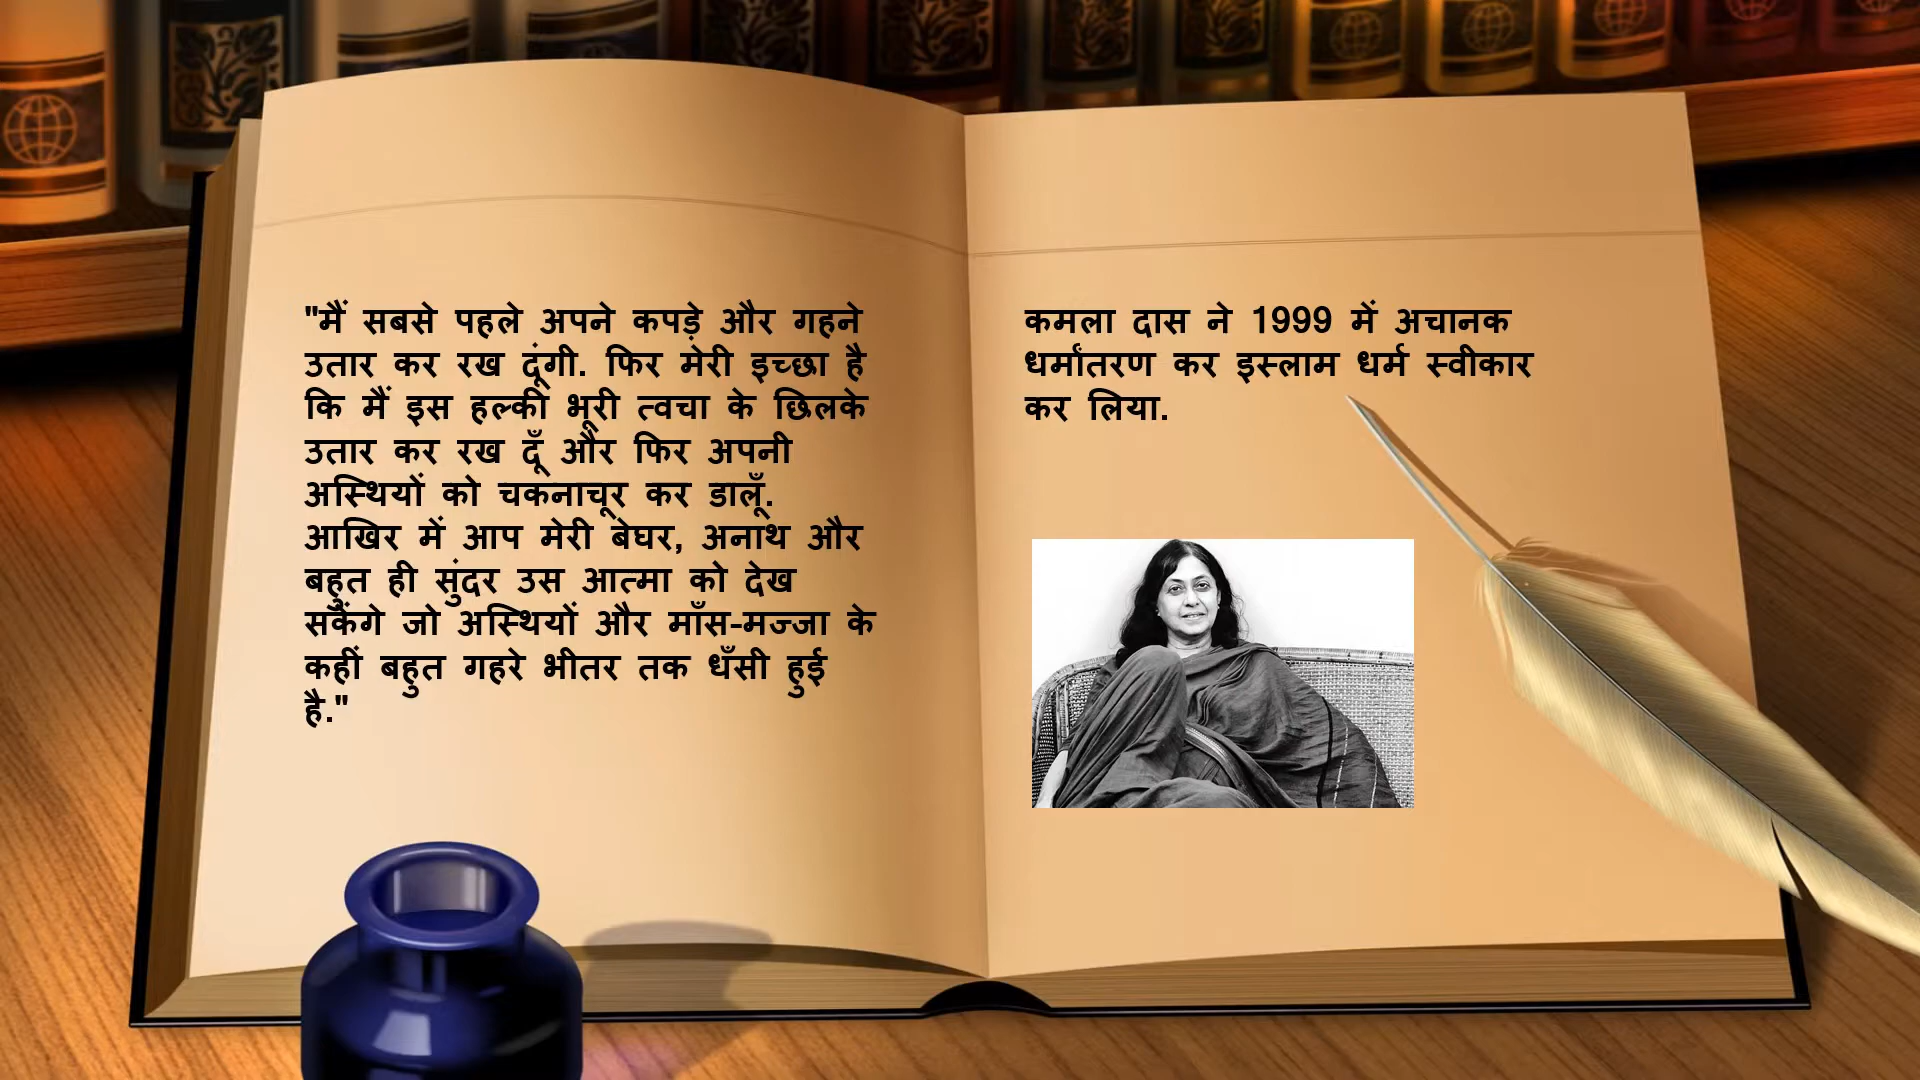 "मैं सबसे पहले अपने कपड़े और गहने
उतार कर रख दूंगी. फिर मेरी इच्छा है
कि मैं इस हल्की भूरी त्वचा के छिलके
उतार कर रख दूँ और फिर अपनी
अस्थियों को चकनाचूर कर डालूँ.
आखिर में आप मेरी बेघर, अनाथ और
बहुत ही सुंदर उस आत्मा को देख
सकेंगे जो अस्थियों और माँस-मज्जा के
कहीं बहुत गहरे भीतर तक धँसी हुई
है."
कमला दास ने 1999 में अचानक
धर्मांतरण कर इस्लाम धर्म स्वीकार
कर लिया.